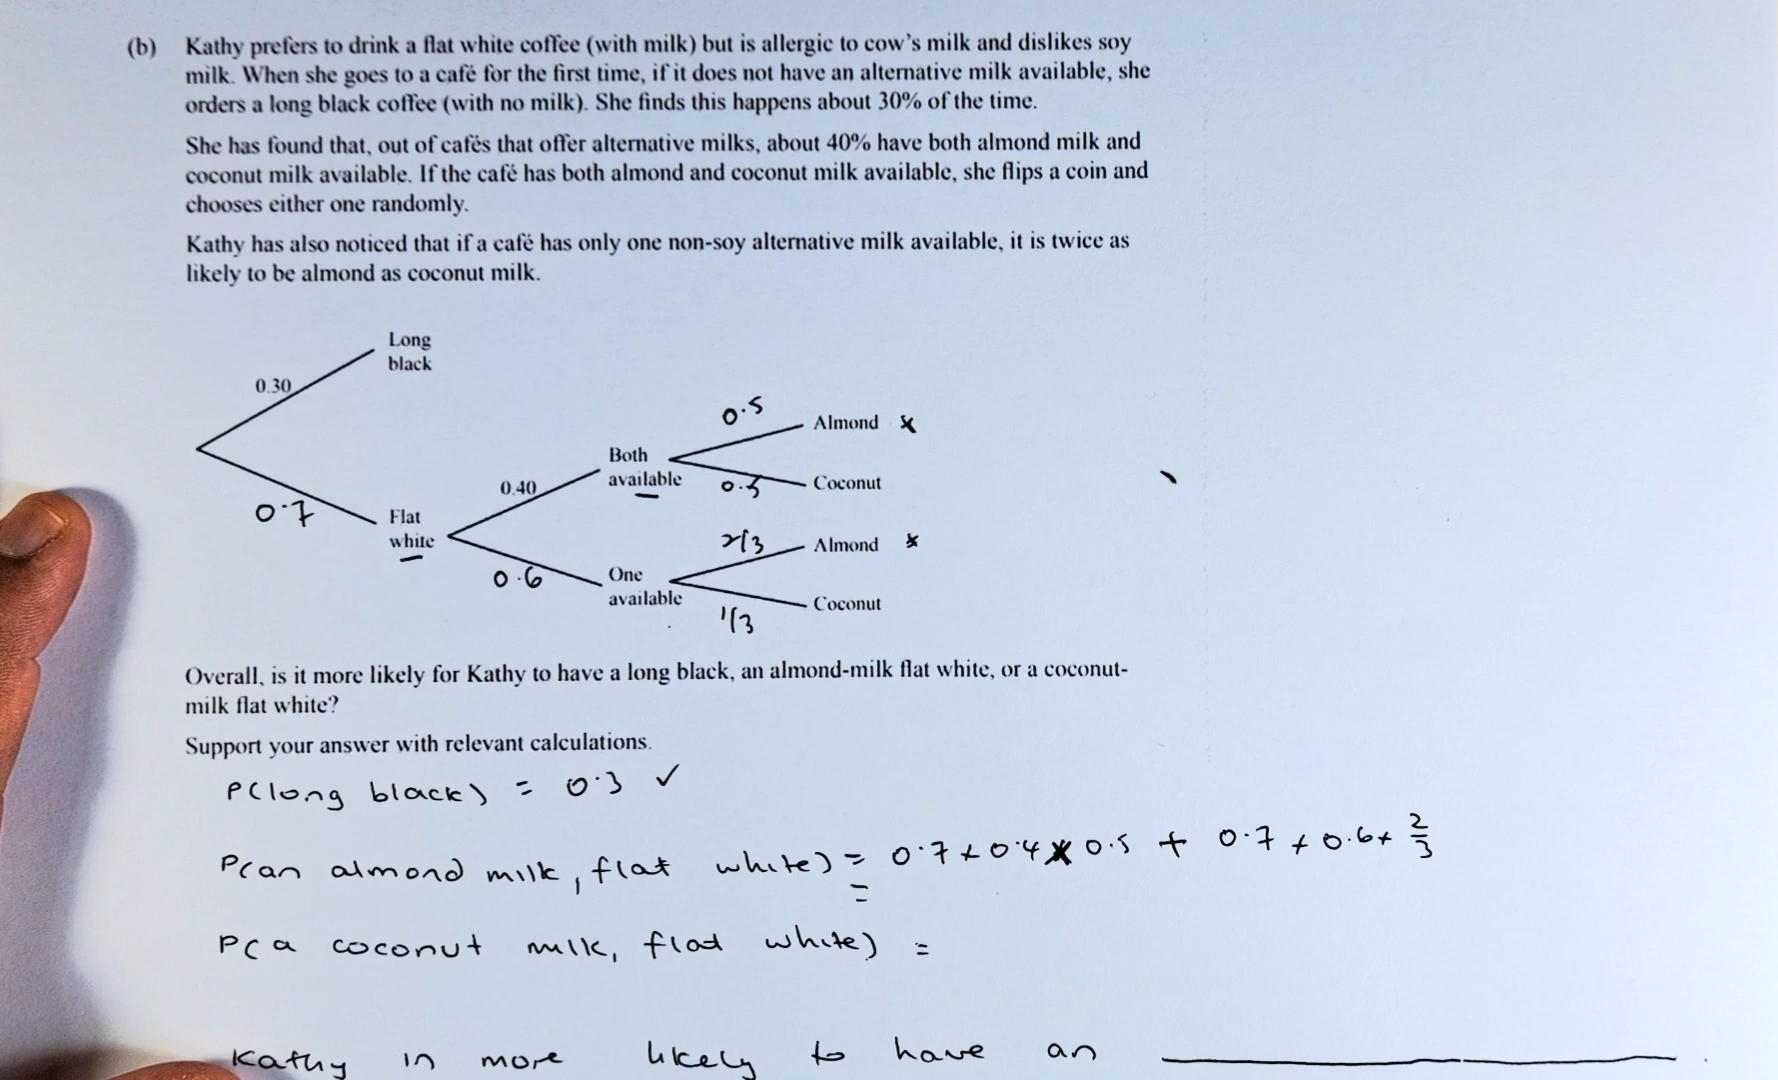 (b) Kathy prefers to drink a flat white coffee (with milk) but is allergic to cow's milk and dislikes soy
milk. When she goes to a café for the first time, if it does not have an alternative milk available, she
orders a long black coffee (with no milk). She finds this happens about 30% of the time.
She has found that, out of cafés that offer alternative milks, about 40% have both almond milk and
coconut milk available. If the café has both almond and coconut milk available, she flips a coin and
chooses either one randomly.
Kathy has also noticed that if a café has only one non-soy alternative milk available, it is twice as
likely to be almond as coconut milk.
Long
black
0.30
0.7
Flat
white
0.40
0.6
Both
available
0.5
Almond ×
0.5
Coconut
One
available
2/3
Almond ×
1/3
Coconut
Overall, is it more likely for Kathy to have a long black, an almond-milk flat white, or a coconut-
milk flat white?
Support your answer with relevant calculations.
P(long black) = 0.3 ✓
P(an almond milk, flat white) = 0.7 × 0.4 × 0.5 + 0.7 × 0.6 × 2/3
=
P(a coconut milk, flat white) =
Kathy in more likely to have an ________ .